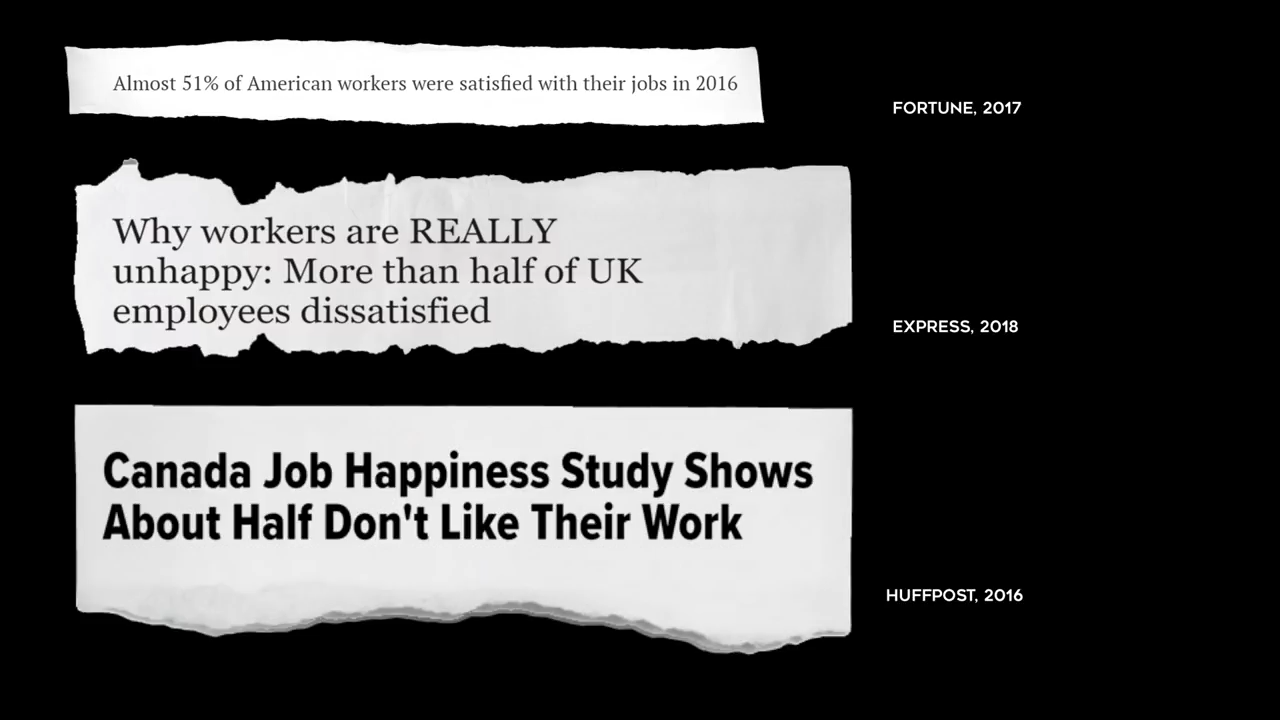 Almost 51% of American workers were satisfied with their jobs in 2016
FORTUNE, 2017
Why workers are REALLY
unhappy: More than half of UK
employees dissatisfied
EXPRESS, 2018
Canada Job Happiness Study Shows
About Half Don't Like Their Work
HUFFPOST, 2016